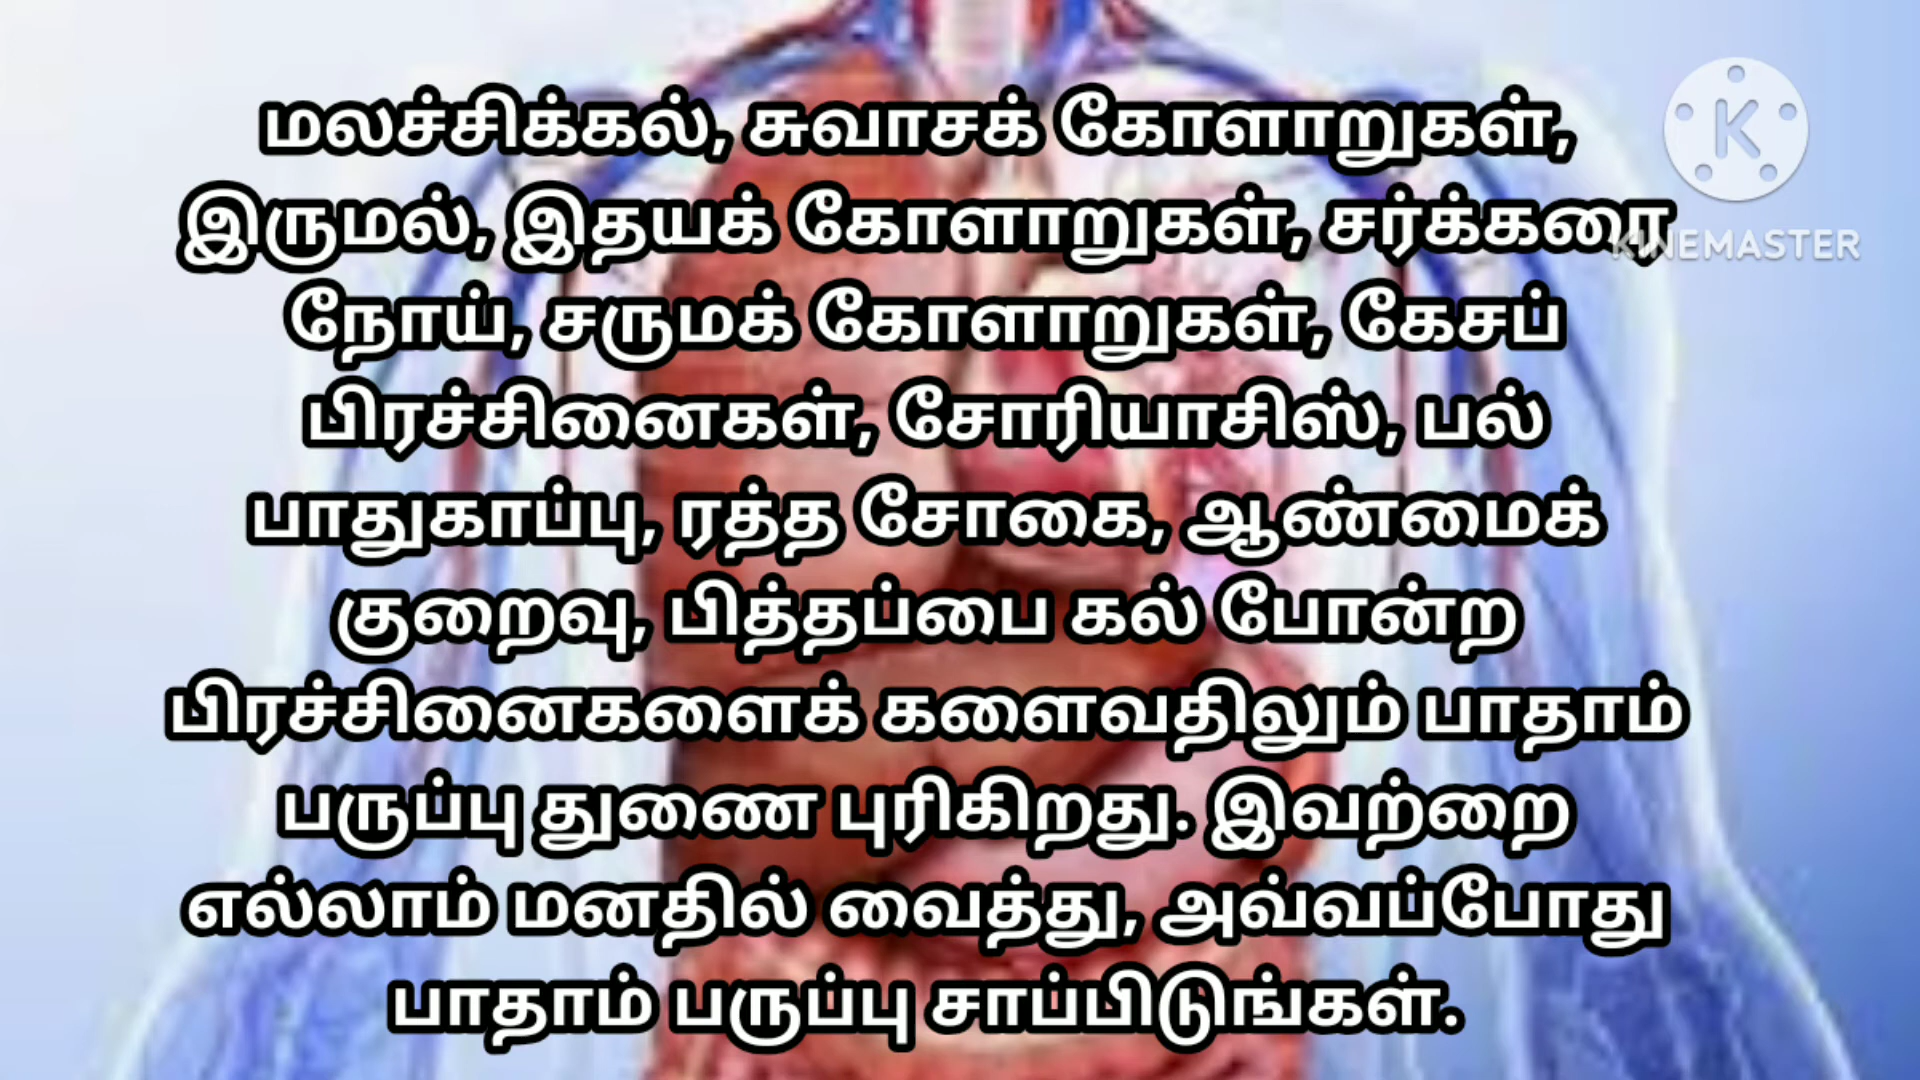 மலச்சிக்கல், சுவாசக் கோளாறுகள்,
இருமல், இதயக் கோளாறுகள், சர்க்கரை
நோய், சருமக் கோளாறுகள், கேசப்
பிரச்சினைகள், சோரியாசிஸ், பல்
பாதுகாப்பு, ரத்த சோகை, ஆண்மைக்
குறைவு, பித்தப்பை கல் போன்ற
பிரச்சினைகளைக் களைவதிலும் பாதாம்
பருப்பு துணை புரிகிறது. இவற்றை
எல்லாம் மனதில் வைத்து, அவ்வப்போது
பாதாம் பருப்பு சாப்பிடுங்கள்.
K
KINEMASTER